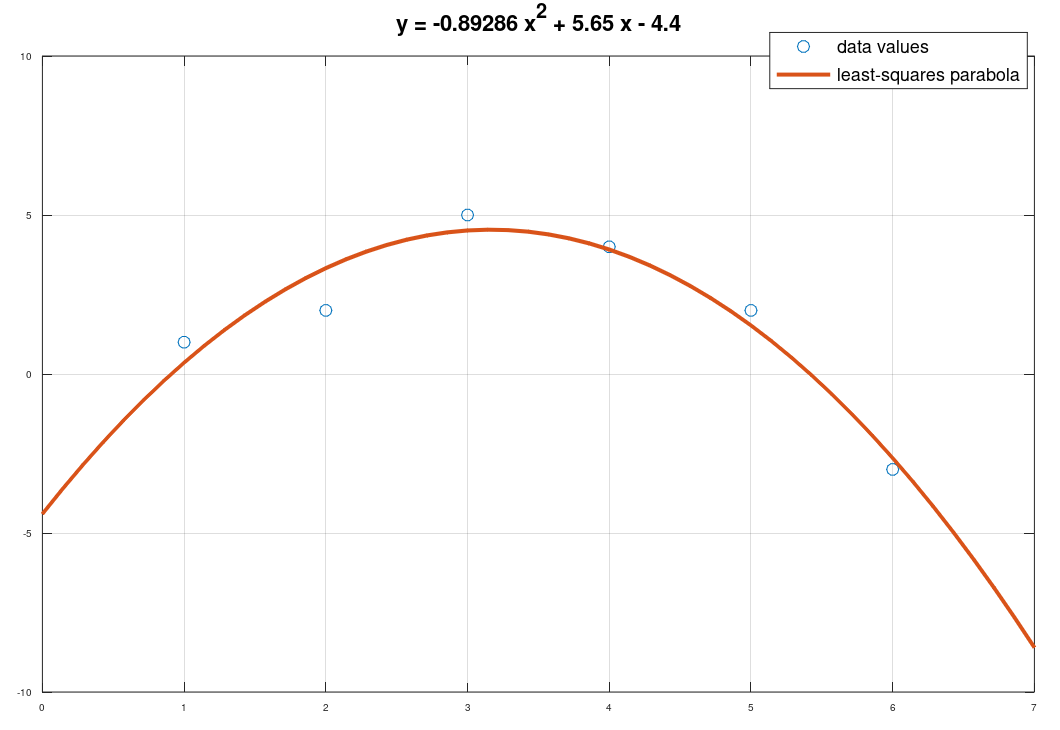 y = -0.89286 x2 + 5.65 x - 4.4
data values
least-squares parabola
10
5
0
-5
-10
0 1 2 3 4 5 6 7